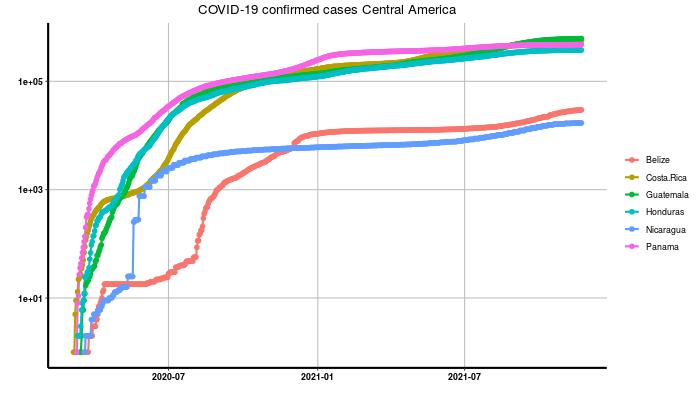 COVID-19 confirmed cases Central America
1e+05
1e+03
1e+01
2020-07
2021-01
2021-07
Belize
Costa.Rica
Guatemala
Honduras
Nicaragua
Panama